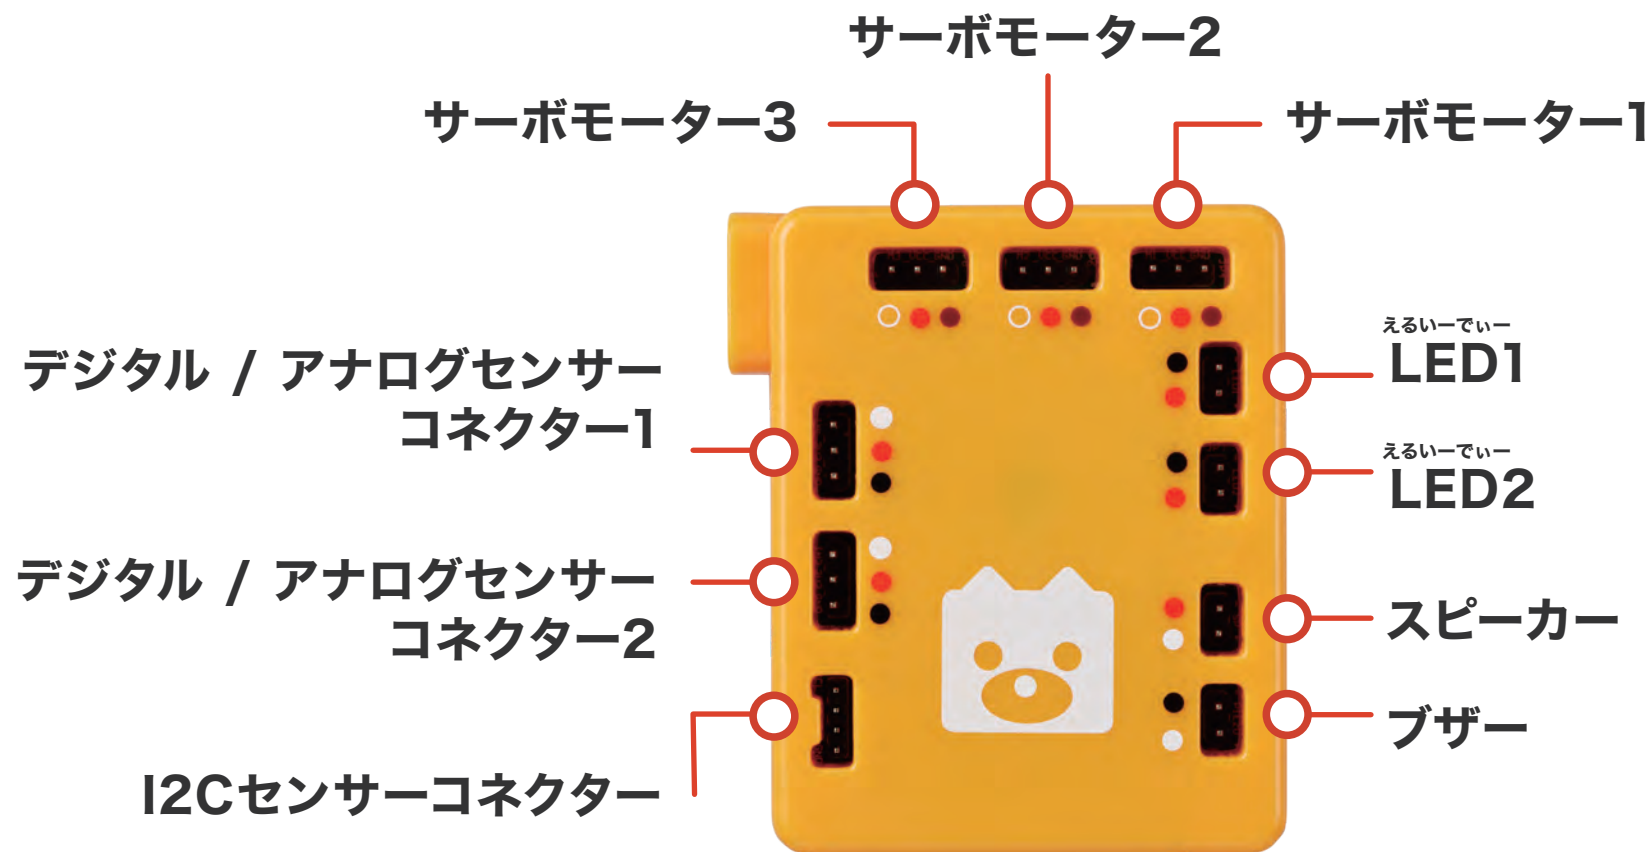 サーボモーター2
サーボモーター3
サーボモーター1
えるいーでぃー
LED1
デジタル / アナログセンサー
コネクター1
えるいーでぃー
LED2
デジタル / アナログセンサー
コネクター2
スピーカー
ブザー
I2Cセンサーコネクター